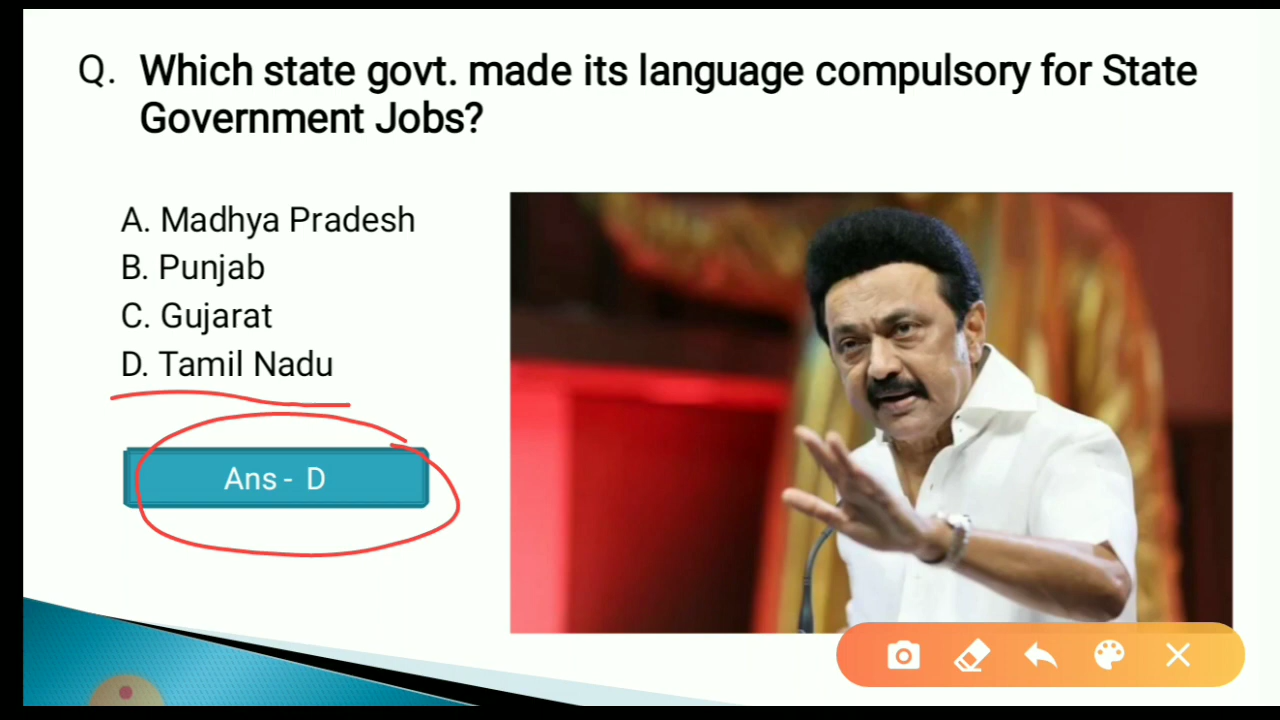 Q. Which state govt. made its language compulsory for State
Government Jobs?
A. Madhya Pradesh
B. Punjab
C. Gujarat
D. Tamil Nadu
Ans - D